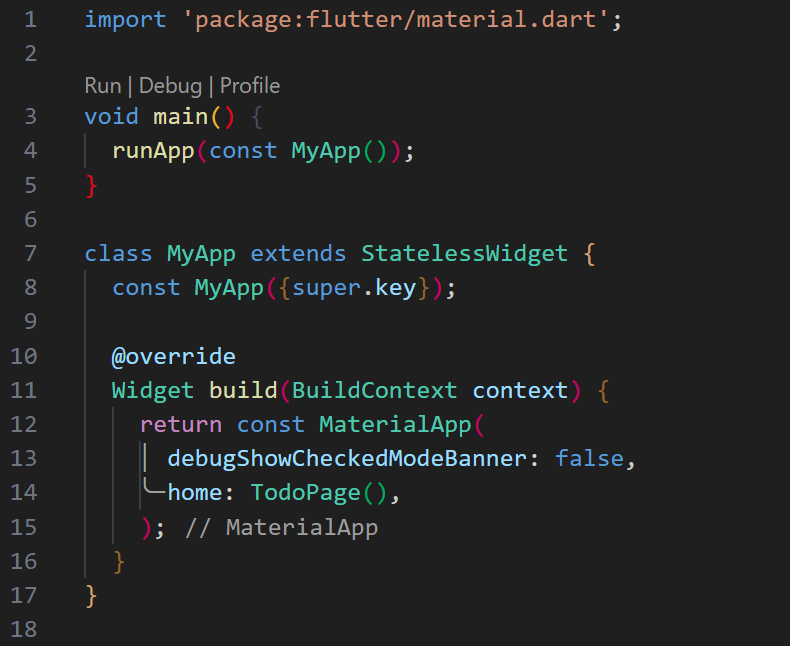 1 import 'package:flutter/material.dart';
2
Run | Debug | Profile
3 void main() {
4   runApp(const MyApp());
5 }
6
7 class MyApp extends StatelessWidget {
8   const MyApp({super.key});
9
10   @override
11   Widget build(BuildContext context) {
12     return const MaterialApp(
13       debugShowCheckedModeBanner: false,
14       home: TodoPage(),
15     ); // MaterialApp
16   }
17 }
18